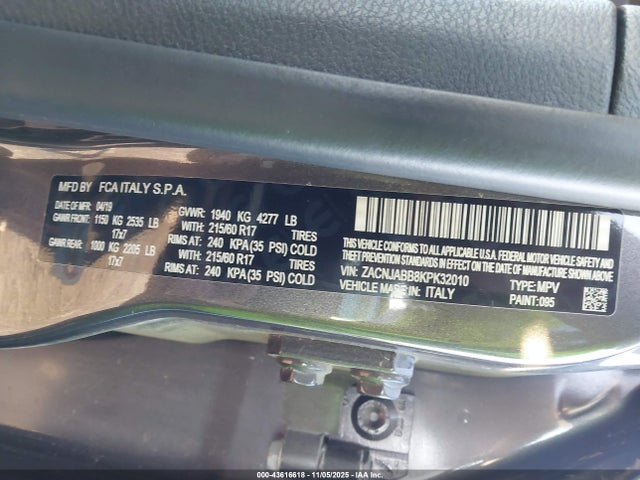 MFD BY FCA ITALY S.P.A.
DATE OF MFR 04/19 GVWR: 1940 KG 4277 LB
GAWR FRONT: 1150 KG 2535 LB WITH: 215/60 R17 TIRES
17x7 RIMS AT: 240 KPA(35 PSI) COLD
GAWR REAR: 1000 KG 2205 LB WITH: 215/60 R17 TIRES
17x7 RIMS AT: 240 KPA(35 PSI) COLD
THIS VEHICLE CONFORMS TO ALL APPLICABLE U.S.A. FEDERAL MOTOR VEHICLE
SAFETY, BUMPER, AND THEFT PREVENTION STANDARDS IN EFFECT
ON THE DATE OF MANUFACTURE SHOWN ABOVE.
VIN: ZACNJABB8KPK32010 TYPE: MPV
VEHICLE MADE IN: ITALY PAINT: 095
000-43616618 - 11/05/2025 - IAA Inc.